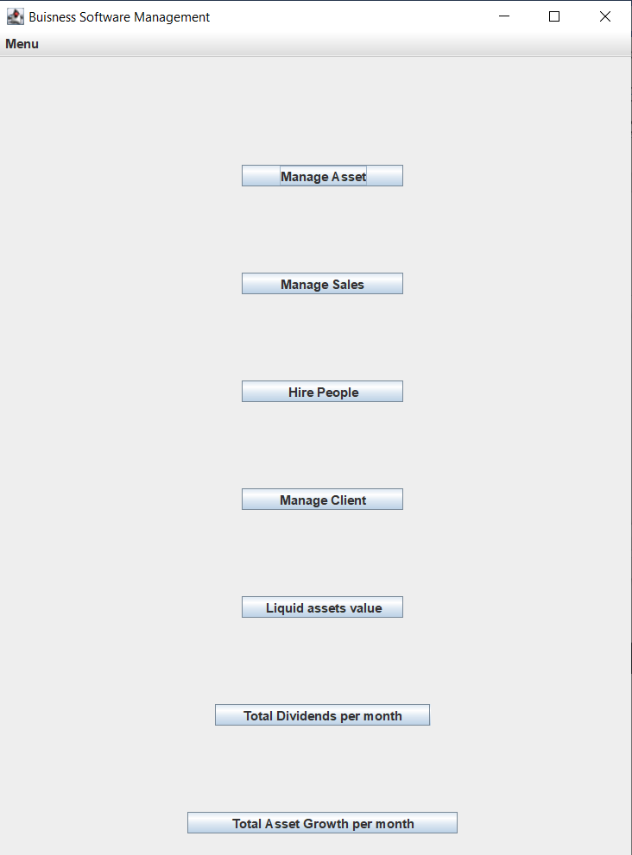 Buisness Software Management
Menu
Manage Asset
Manage Sales
Hire People
Manage Client
Liquid assets value
Total Dividends per month
Total Asset Growth per month